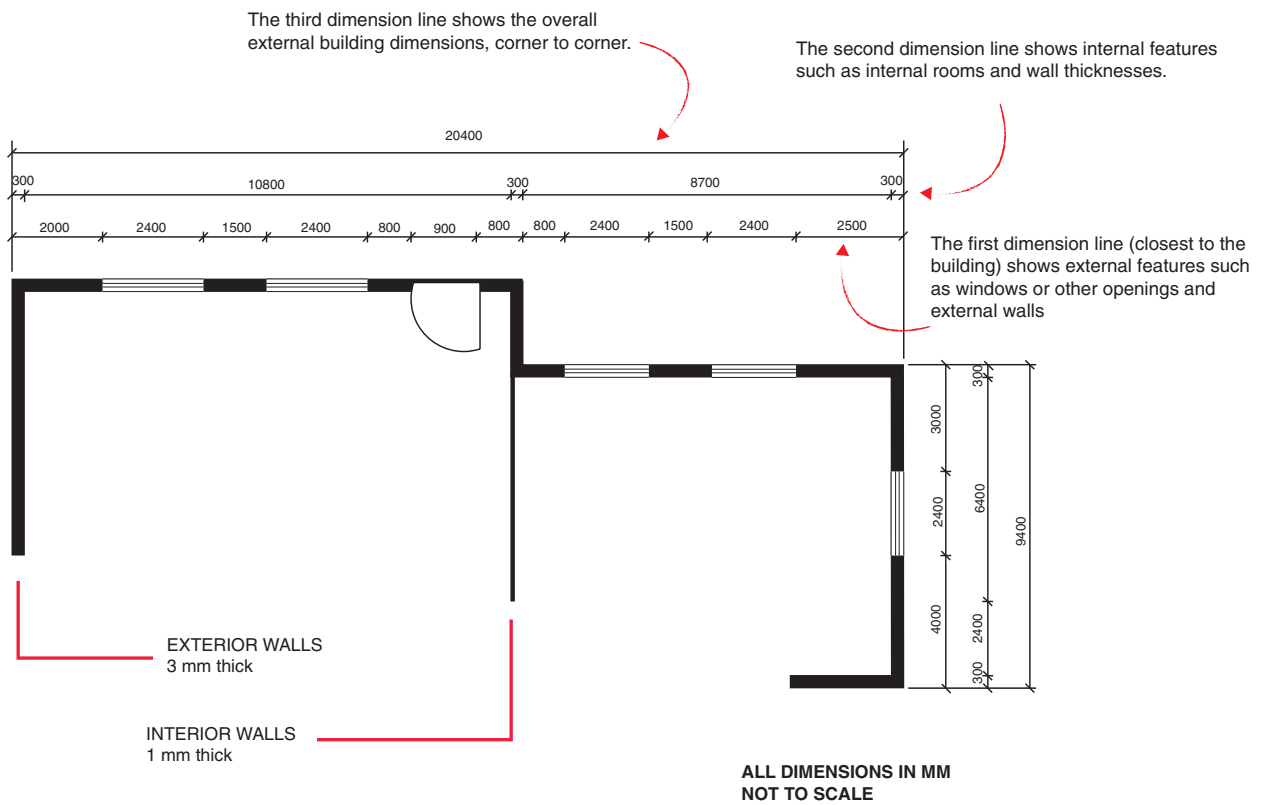 The third dimension line shows the overall
external building dimensions, corner to corner.
The second dimension line shows internal features
such as internal rooms and wall thicknesses.
20400
300 10800 300 8700 300
2000 2400 1500 2400 800 900 800 800 2400 1500 2400 2500
The first dimension line (closest to the
building) shows external features such
as windows or other openings and
external walls
3000 2400 4000
300 6400 2400 300
9400
EXTERIOR WALLS
3 mm thick
INTERIOR WALLS
1 mm thick
ALL DIMENSIONS IN MM
NOT TO SCALE